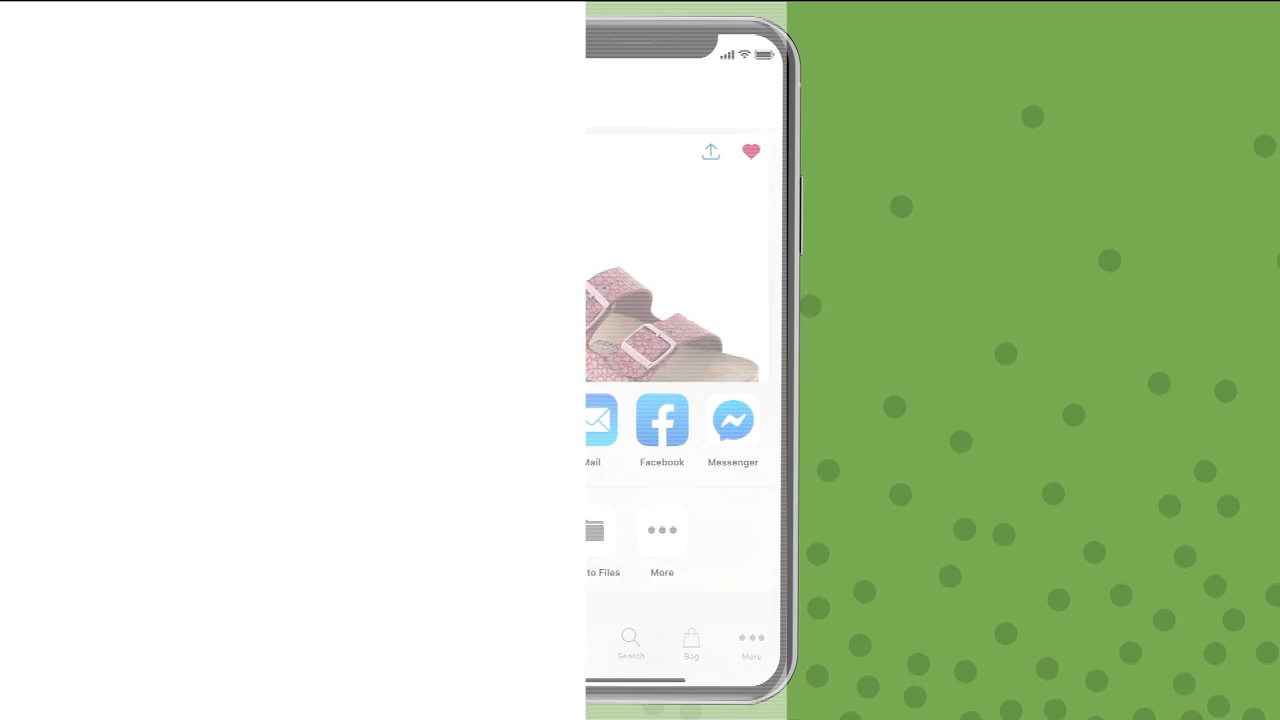 Mail
Facebook
Messenger
to Files
More
Search
Bag
More